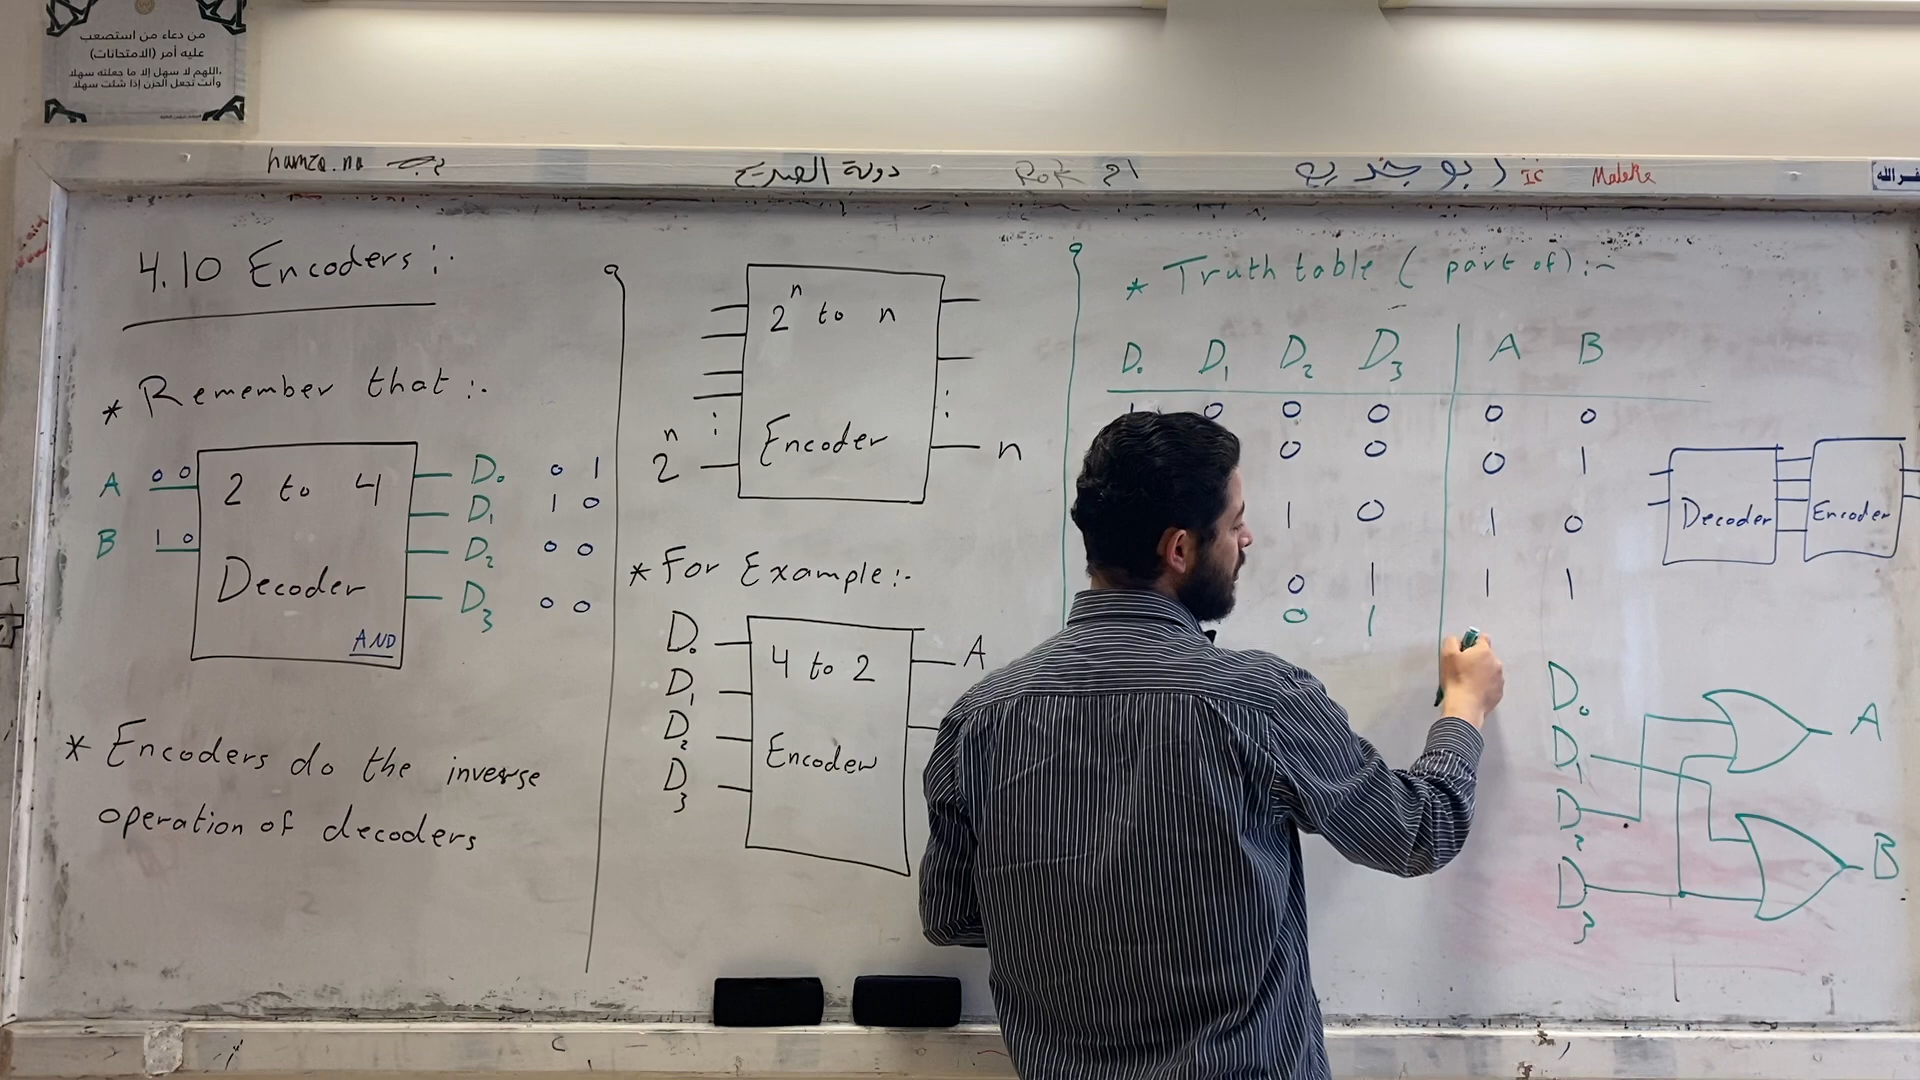 من دعاء من استصعب
عليه أمر (الامتحانات)
اللهم لا سهل إلا ما جعلته سهلا،
وأنت تجعل الحزن إذا شئت سهلا
hamza.na
دولة
ابو
IC
Maleke
4.10 Encoders :-
* Remember that :-
A 0 0
B 1 0
2 to 4
Decoder
AND
D0 0 1
D1 1 0
D2 0 0
D3 0 0
* Encoders do the inverse
operation of decoders
2^n to n
Encoder
2^n
n
* For Example :-
D0
D1
D2
D3
4 to 2
Encoder
A
* Truth table ( part of) :-
D0 D1 D2 D3 A B
0 0 0 0 0
0 0 0 1
1 0 1 0
0 1 1 1
0 1
Decoder
Encoder
D0
D1
D2
D3
A
B